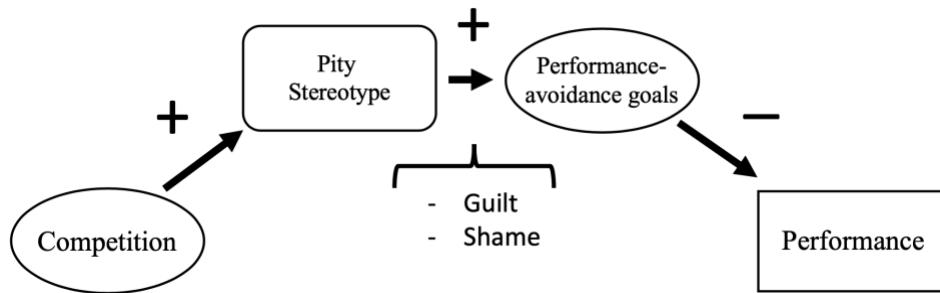 +
Pity
Stereotype
+
Performance-
avoidance goals
+
−
Competition
- Guilt
- Shame
Performance